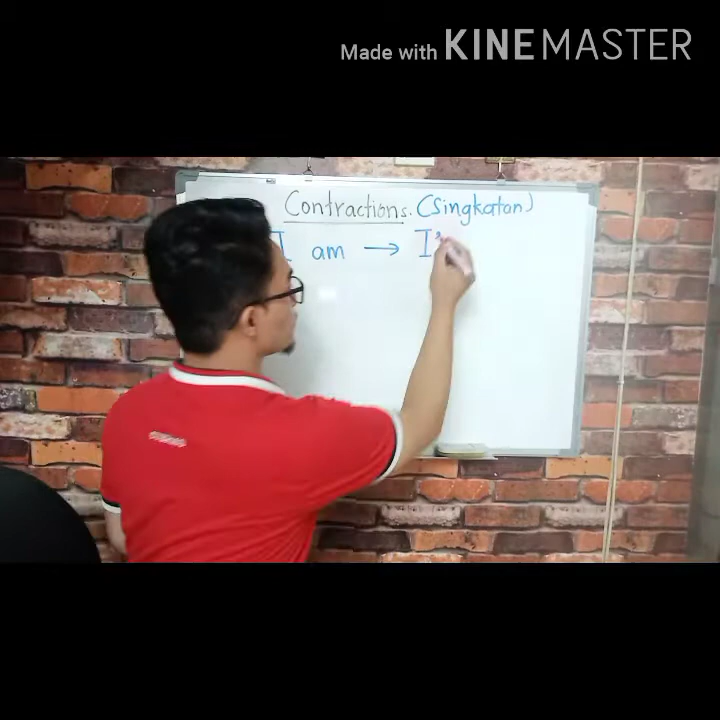 Made with KINEMASTER
Contractions. (Singkatan)
I am → I'